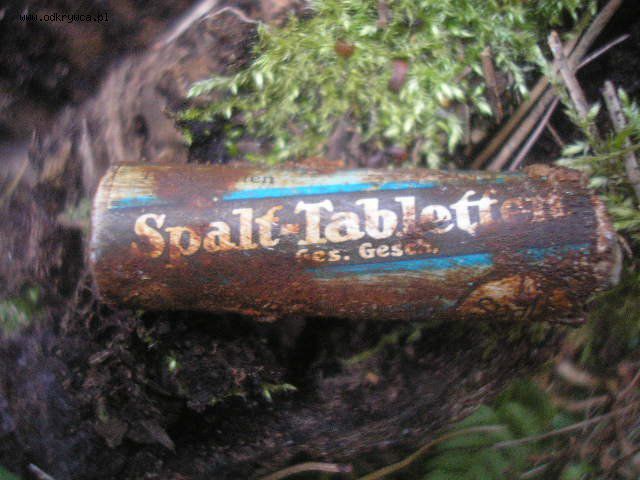 www.odkrywca.pl
Spalt-Tabletten
Ges. Gesch.